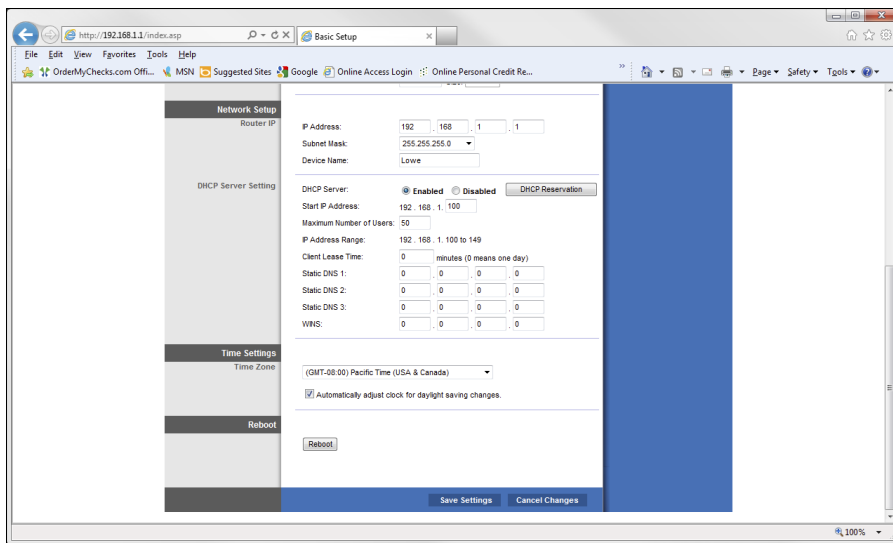 http://192.168.1.1/index.asp
Basic Setup
File Edit View Favorites Tools Help
OrderMyChecks.com Offi... MSN Suggested Sites Google Online Access Login Online Personal Credit Re... » Page Safety Tools
Network Setup
Router IP
IP Address: 192 . 168 . 1 . 1
Subnet Mask: 255.255.255.0
Device Name: Lowe
DHCP Server Setting
DHCP Server: Enabled Disabled DHCP Reservation
Start IP Address: 192 . 168 . 1. 100
Maximum Number of Users: 50
IP Address Range: 192 . 168 . 1. 100 to 149
Client Lease Time: 0 minutes (0 means one day)
Static DNS 1: 0 . 0 . 0 . 0
Static DNS 2: 0 . 0 . 0 . 0
Static DNS 3: 0 . 0 . 0 . 0
WINS: 0 . 0 . 0 . 0
Time Settings
Time Zone
(GMT-08:00) Pacific Time (USA & Canada)
Automatically adjust clock for daylight saving changes.
Reboot
Reboot
Save Settings Cancel Changes
100%